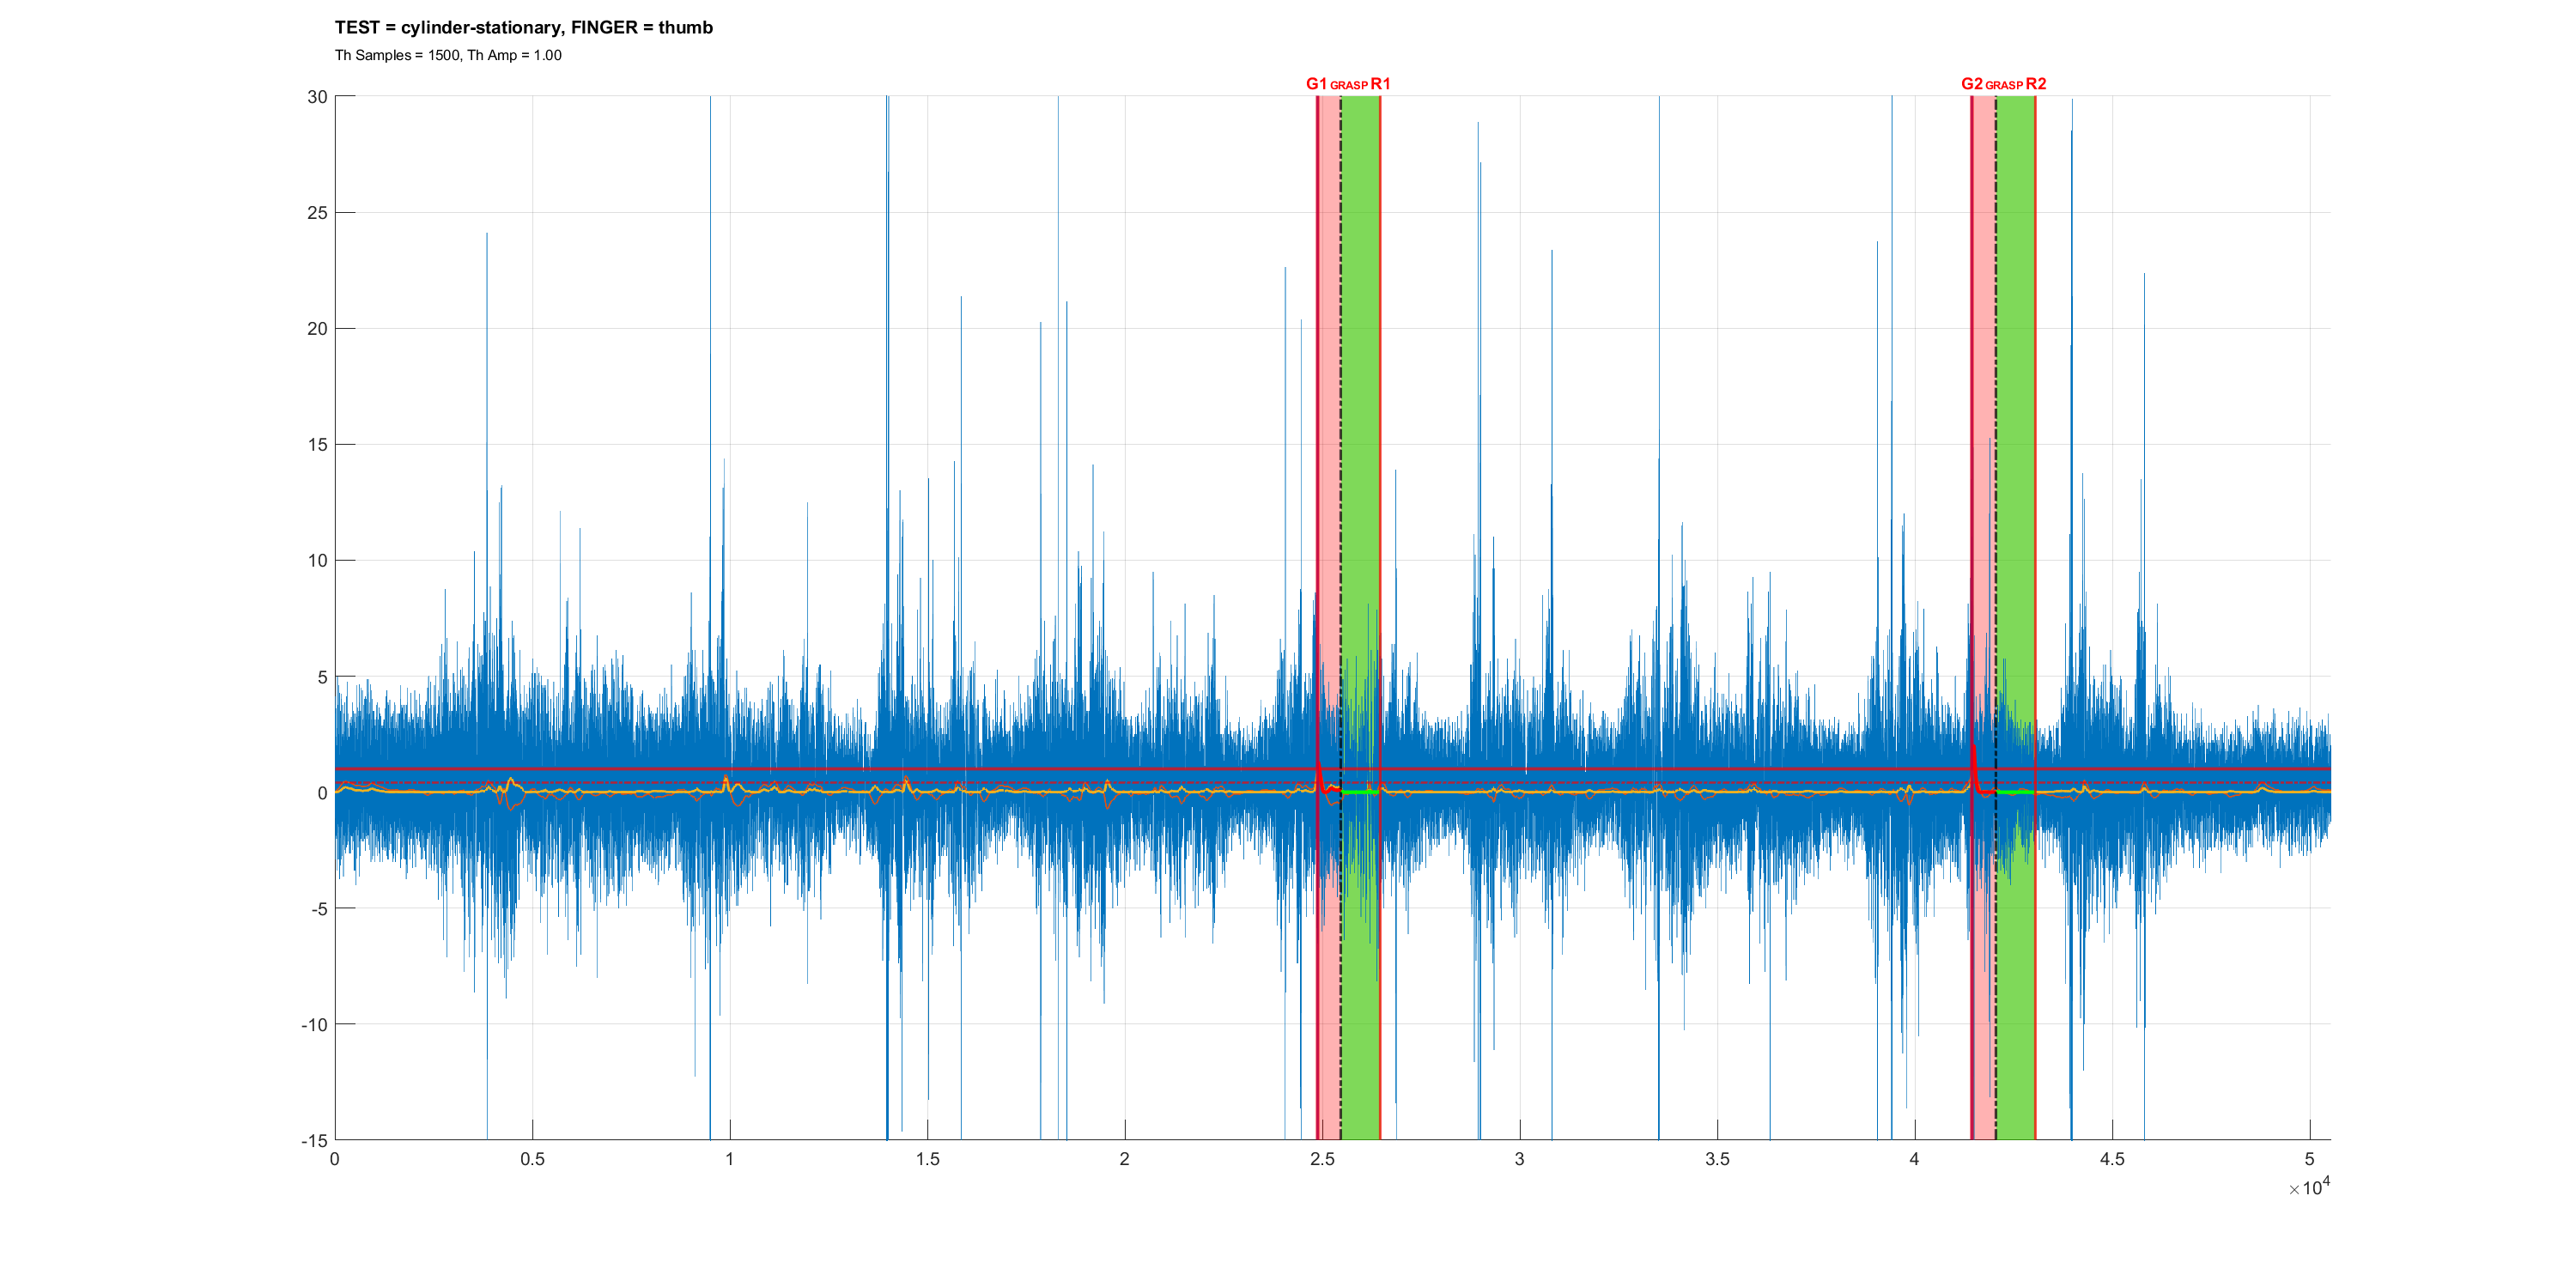 TEST = cylinder-stationary, FINGER = thumb
Th Samples = 1500, Th Amp = 1.00
G1 GRASP R1 G2 GRASP R2
30
25
20
15
10
5
0
-5
-10
-15
0 0.5 1 1.5 2 2.5 3 3.5 4 4.5 5
×10⁴